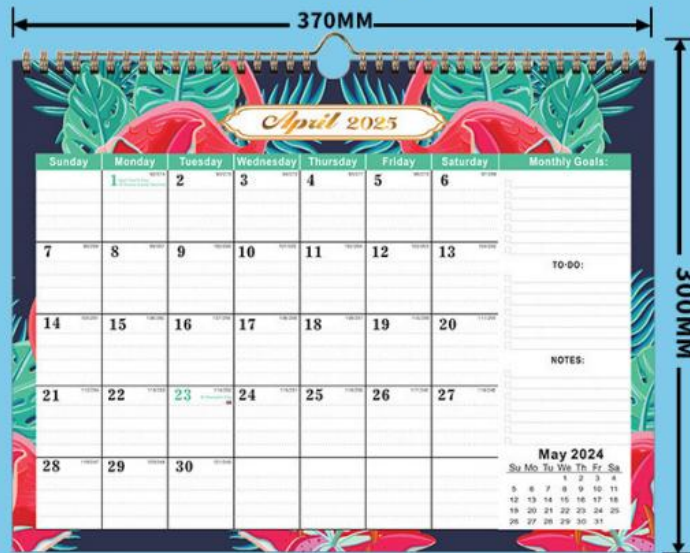 370MM
300MM
April 2025
Sunday Monday Tuesday Wednesday Thursday Friday Saturday Monthly Goals:
1 2 3 4 5 6
7 8 9 10 11 12 13
TO-DO:
14 15 16 17 18 19 20
NOTES:
21 22 23 24 25 26 27
28 29 30
May 2024
Su Mo Tu We Th Fr Sa
1 2 3 4
5 6 7 8 9 10 11
12 13 14 15 16 17 18
19 20 21 22 23 24 25
26 27 28 29 30 31